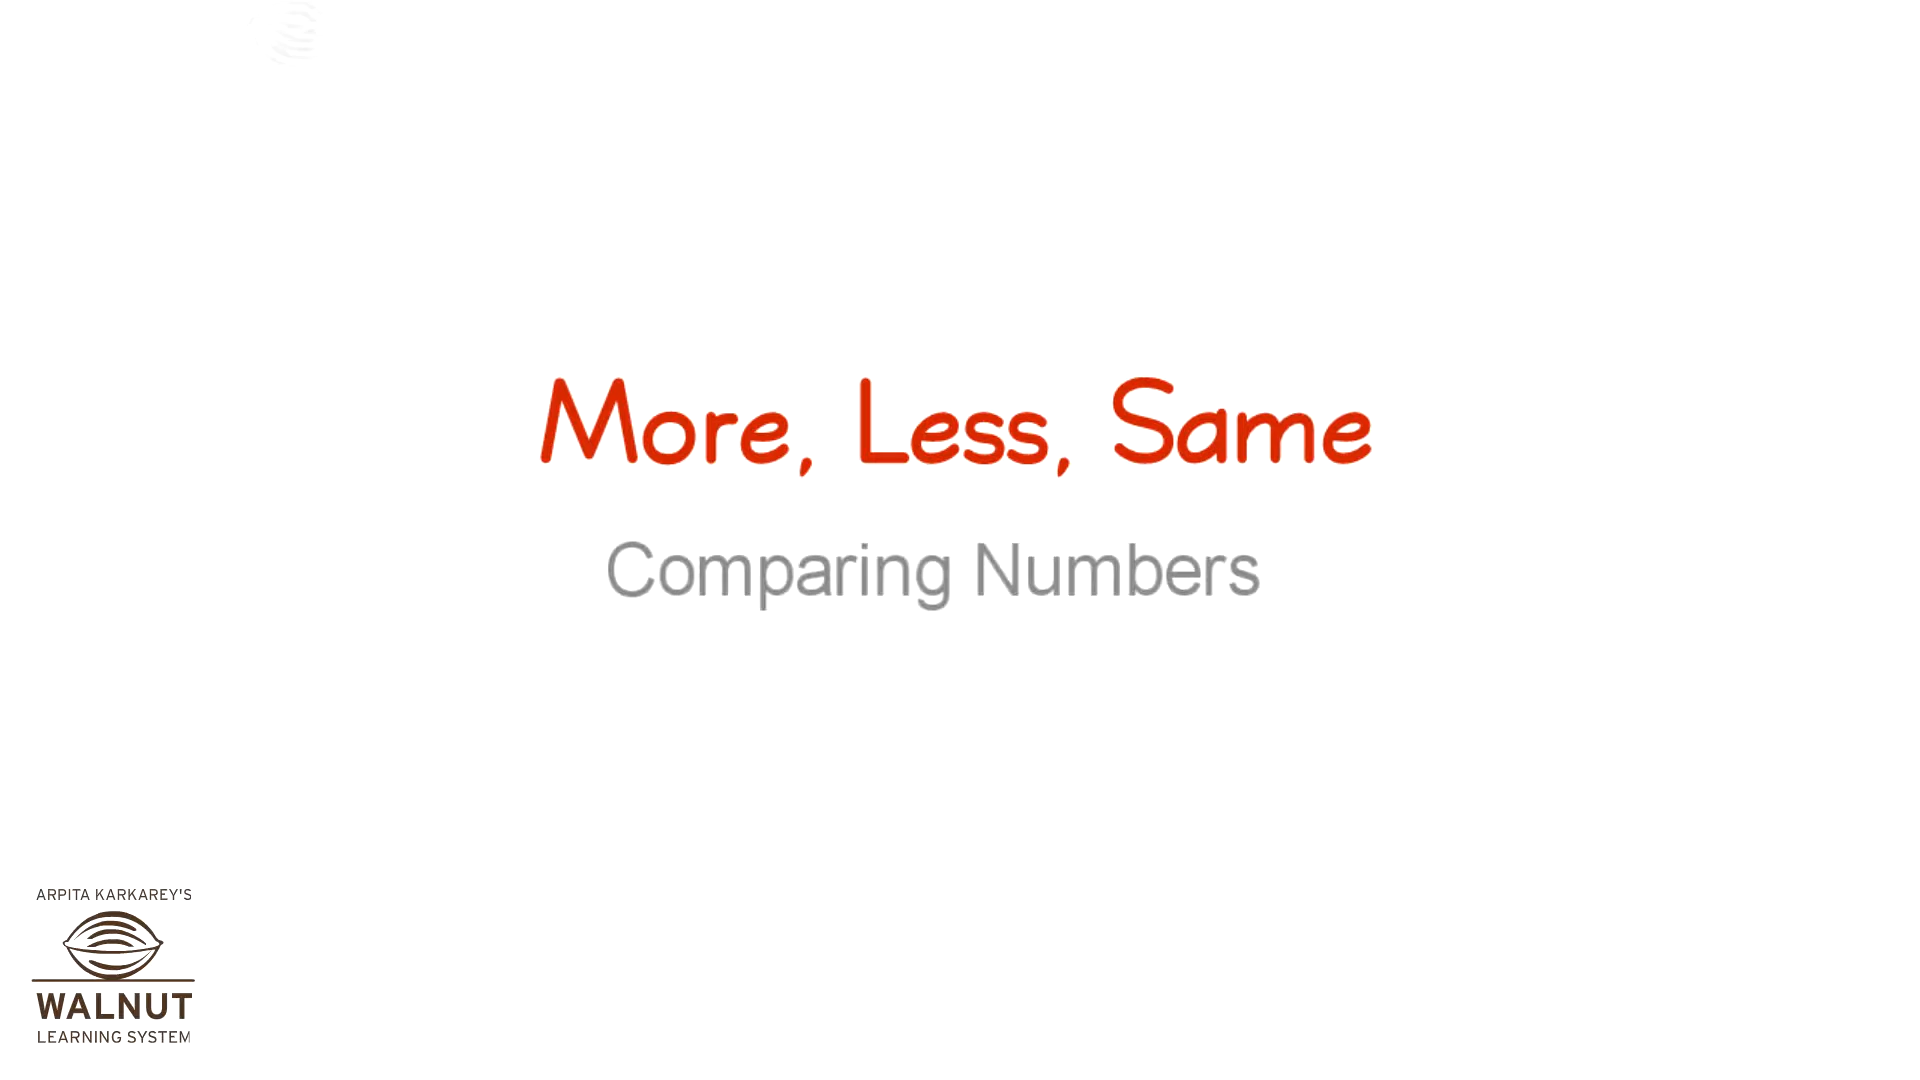 More, Less, Same
Comparing Numbers
ARPITA KARKAREY'S
WALNUT
LEARNING SYSTEM